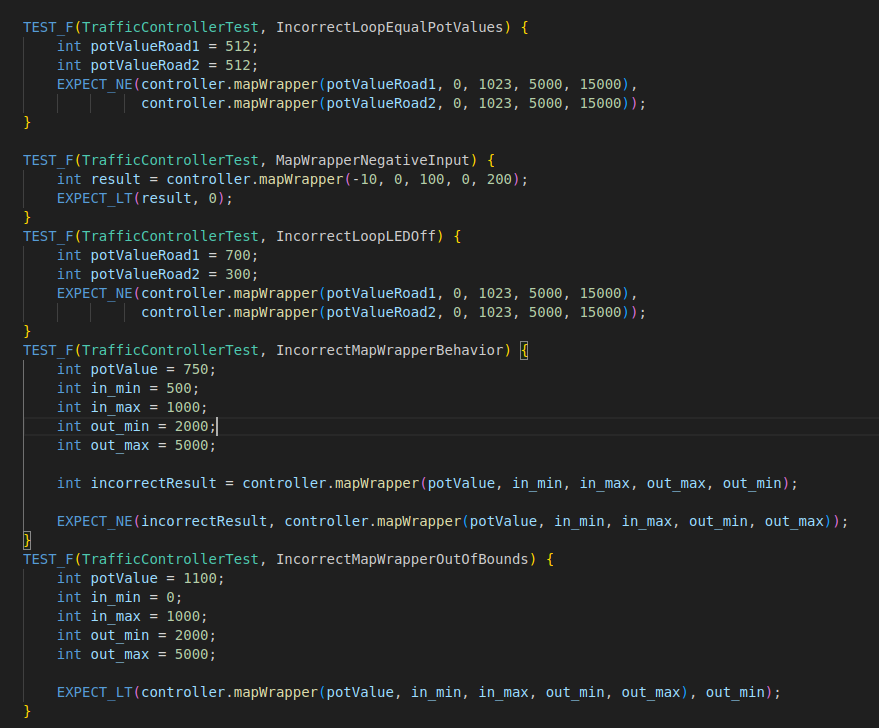 TEST_F(TrafficControllerTest, IncorrectLoopEqualPotValues) {
    int potValueRoad1 = 512;
    int potValueRoad2 = 512;
    EXPECT_NE(controller.mapWrapper(potValueRoad1, 0, 1023, 5000, 15000),
              controller.mapWrapper(potValueRoad2, 0, 1023, 5000, 15000));
}

TEST_F(TrafficControllerTest, MapWrapperNegativeInput) {
    int result = controller.mapWrapper(-10, 0, 100, 0, 200);
    EXPECT_LT(result, 0);
}
TEST_F(TrafficControllerTest, IncorrectLoopLEDOff) {
    int potValueRoad1 = 700;
    int potValueRoad2 = 300;
    EXPECT_NE(controller.mapWrapper(potValueRoad1, 0, 1023, 5000, 15000),
              controller.mapWrapper(potValueRoad2, 0, 1023, 5000, 15000));
}
TEST_F(TrafficControllerTest, IncorrectMapWrapperBehavior) {
    int potValue = 750;
    int in_min = 500;
    int in_max = 1000;
    int out_min = 2000;
    int out_max = 5000;

    int incorrectResult = controller.mapWrapper(potValue, in_min, in_max, out_max, out_min);

    EXPECT_NE(incorrectResult, controller.mapWrapper(potValue, in_min, in_max, out_min, out_max));
}
TEST_F(TrafficControllerTest, IncorrectMapWrapperOutOfBounds) {
    int potValue = 1100;
    int in_min = 0;
    int in_max = 1000;
    int out_min = 2000;
    int out_max = 5000;

    EXPECT_LT(controller.mapWrapper(potValue, in_min, in_max, out_min, out_max), out_min);
}